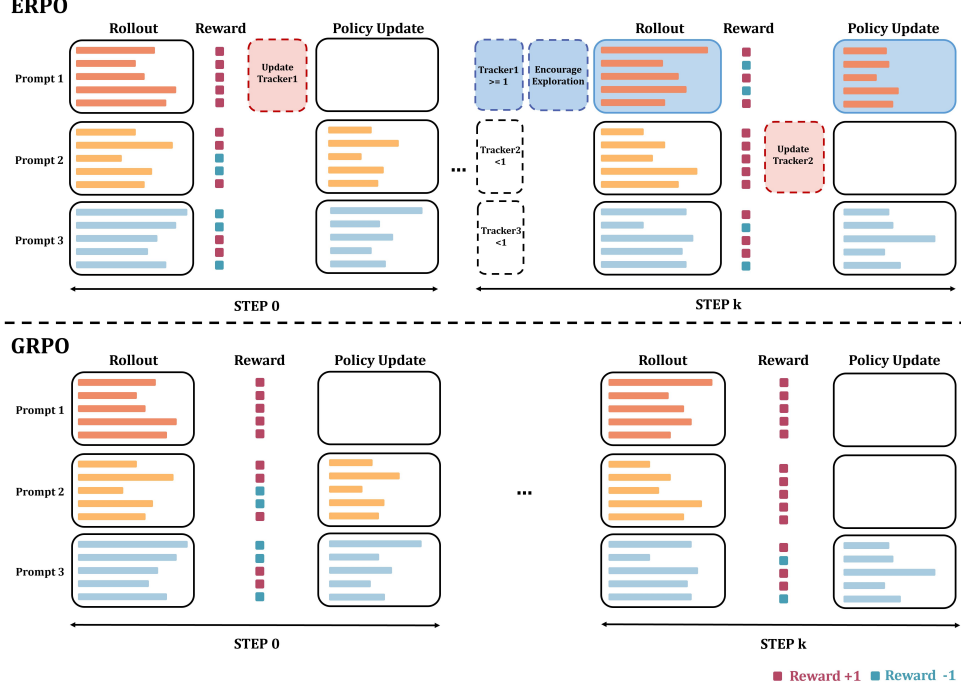 ERPO
Rollout Reward Policy Update Rollout Reward Policy Update
Prompt 1
Update
Tracker1
Tracker1
>= 1
Encourage
Exploration
Prompt 2
...
Tracker2
<1
Update
Tracker2
Prompt 3
Tracker3
<1
STEP 0 STEP k
GRPO
Rollout Reward Policy Update Rollout Reward Policy Update
Prompt 1
Prompt 2
...
Prompt 3
STEP 0 STEP k
Reward +1 Reward -1